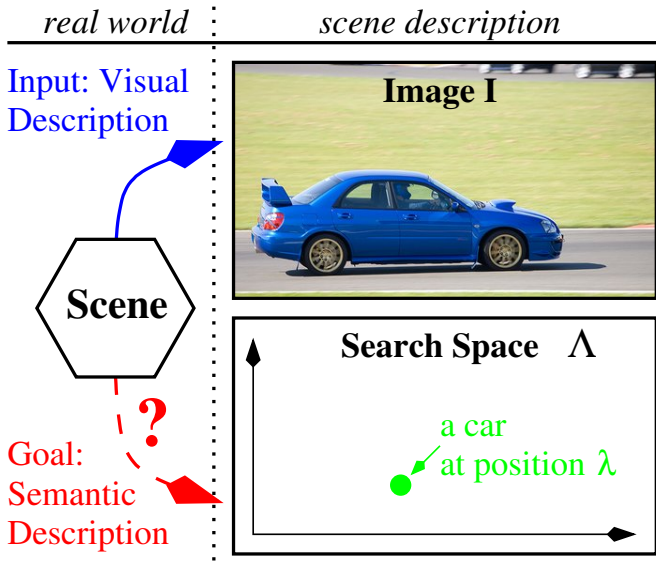 real world
scene description
Input: Visual
Description
Image I
Scene
?
Search Space Λ
a car
at position λ
Goal:
Semantic
Description